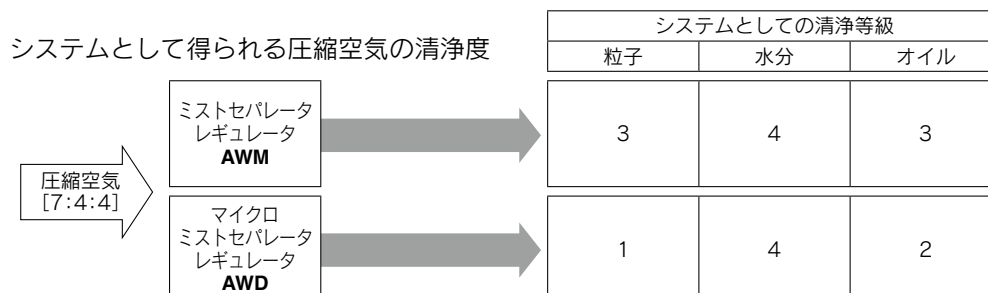 システムとして得られる圧縮空気の清浄度
システムとしての清浄等級
粒子 水分 オイル
圧縮空気
[7:4:4]
ミストセパレータ
レギュレータ
AWM
3 4 3
マイクロ
ミストセパレータ
レギュレータ
AWD
1 4 2